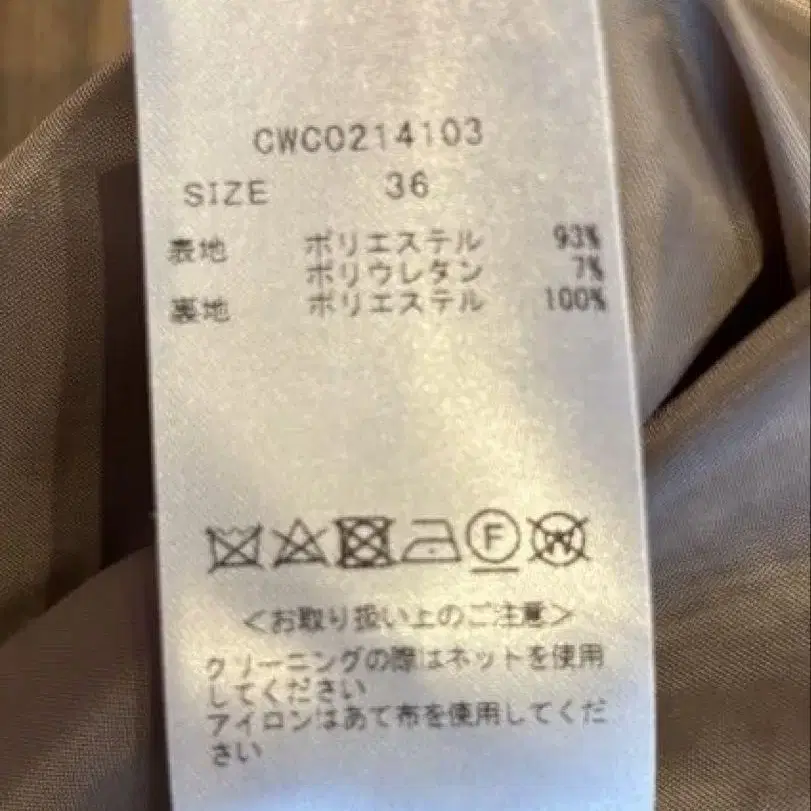 CWC0214103
SIZE 36
表地 ポリエステル 93%
ポリウレタン 7%
裏地 ポリエステル 100%
F W
<お取り扱い上のご注意>
クリーニングの際はネットを使用
してください
アイロンはあて布を使用してくだ
さい